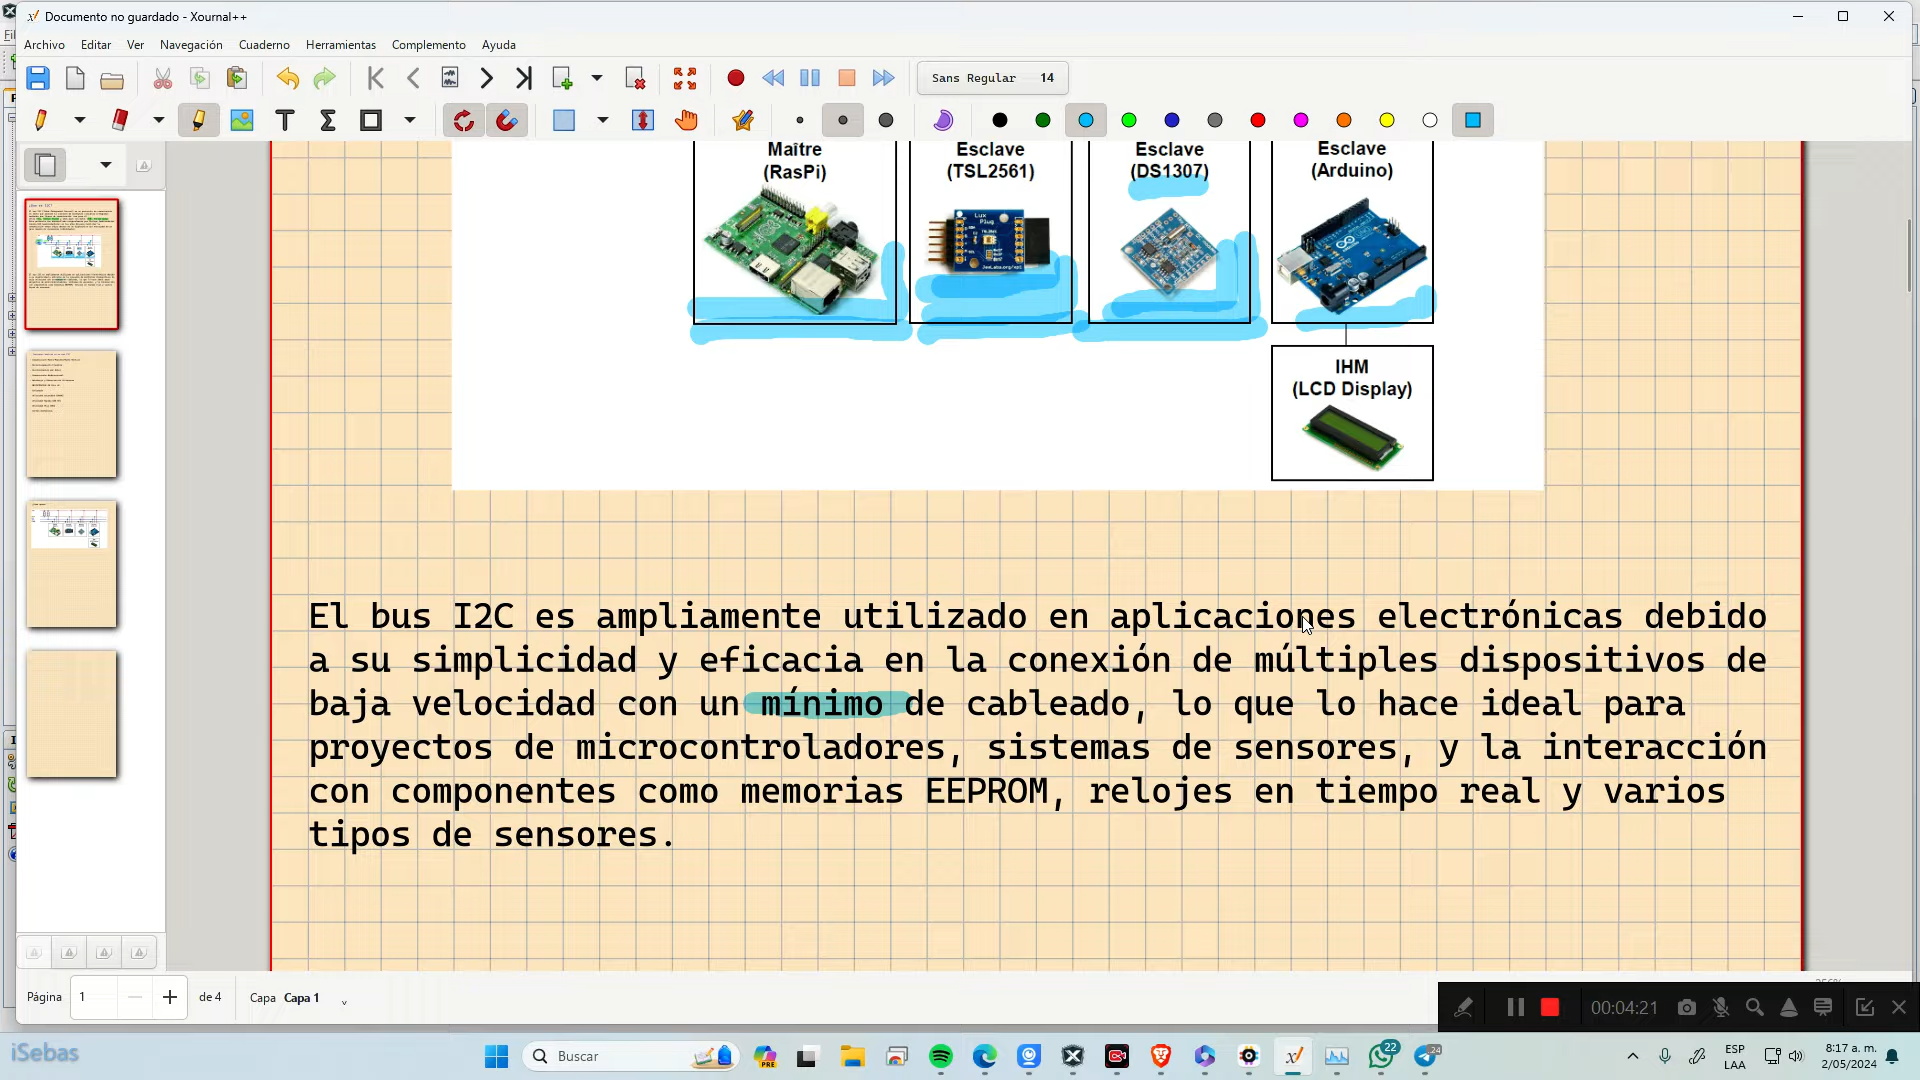 Documento no guardado - Xournal++
Archivo Editar Ver Navegación Cuaderno Herramientas Complemento Ayuda
Sans Regular 14
Maître
(RasPi)
Esclave
(TSL2561)
Esclave
(DS1307)
Esclave
(Arduino)
IHM
(LCD Display)
El bus I2C es ampliamente utilizado en aplicaciones electrónicas debido
a su simplicidad y eficacia en la conexión de múltiples dispositivos de
baja velocidad con un mínimo de cableado, lo que lo hace ideal para
proyectos de microcontroladores, sistemas de sensores, y la interacción
con componentes como memorias EEPROM, relojes en tiempo real y varios
tipos de sensores.
Página 1 de 4 Capa Capa 1
00:04:21
iSebas
Buscar
PRE
22
24
ESP
LAA
8:17 a. m.
2/05/2024